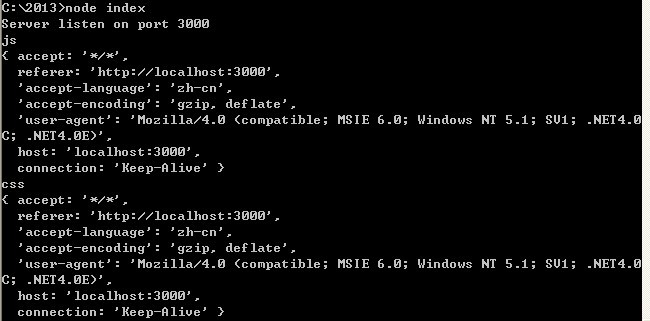 C:\2013>node index
Server listen on port 3000
js
{ accept: '*/*',
  referer: 'http://localhost:3000',
  'accept-language': 'zh-cn',
  'accept-encoding': 'gzip, deflate',
  'user-agent': 'Mozilla/4.0 (compatible; MSIE 6.0; Windows NT 5.1; SV1; .NET4.0
C; .NET4.0E)',
  host: 'localhost:3000',
  connection: 'Keep-Alive' }
css
{ accept: '*/*',
  referer: 'http://localhost:3000',
  'accept-language': 'zh-cn',
  'accept-encoding': 'gzip, deflate',
  'user-agent': 'Mozilla/4.0 (compatible; MSIE 6.0; Windows NT 5.1; SV1; .NET4.0
C; .NET4.0E)',
  host: 'localhost:3000',
  connection: 'Keep-Alive' }